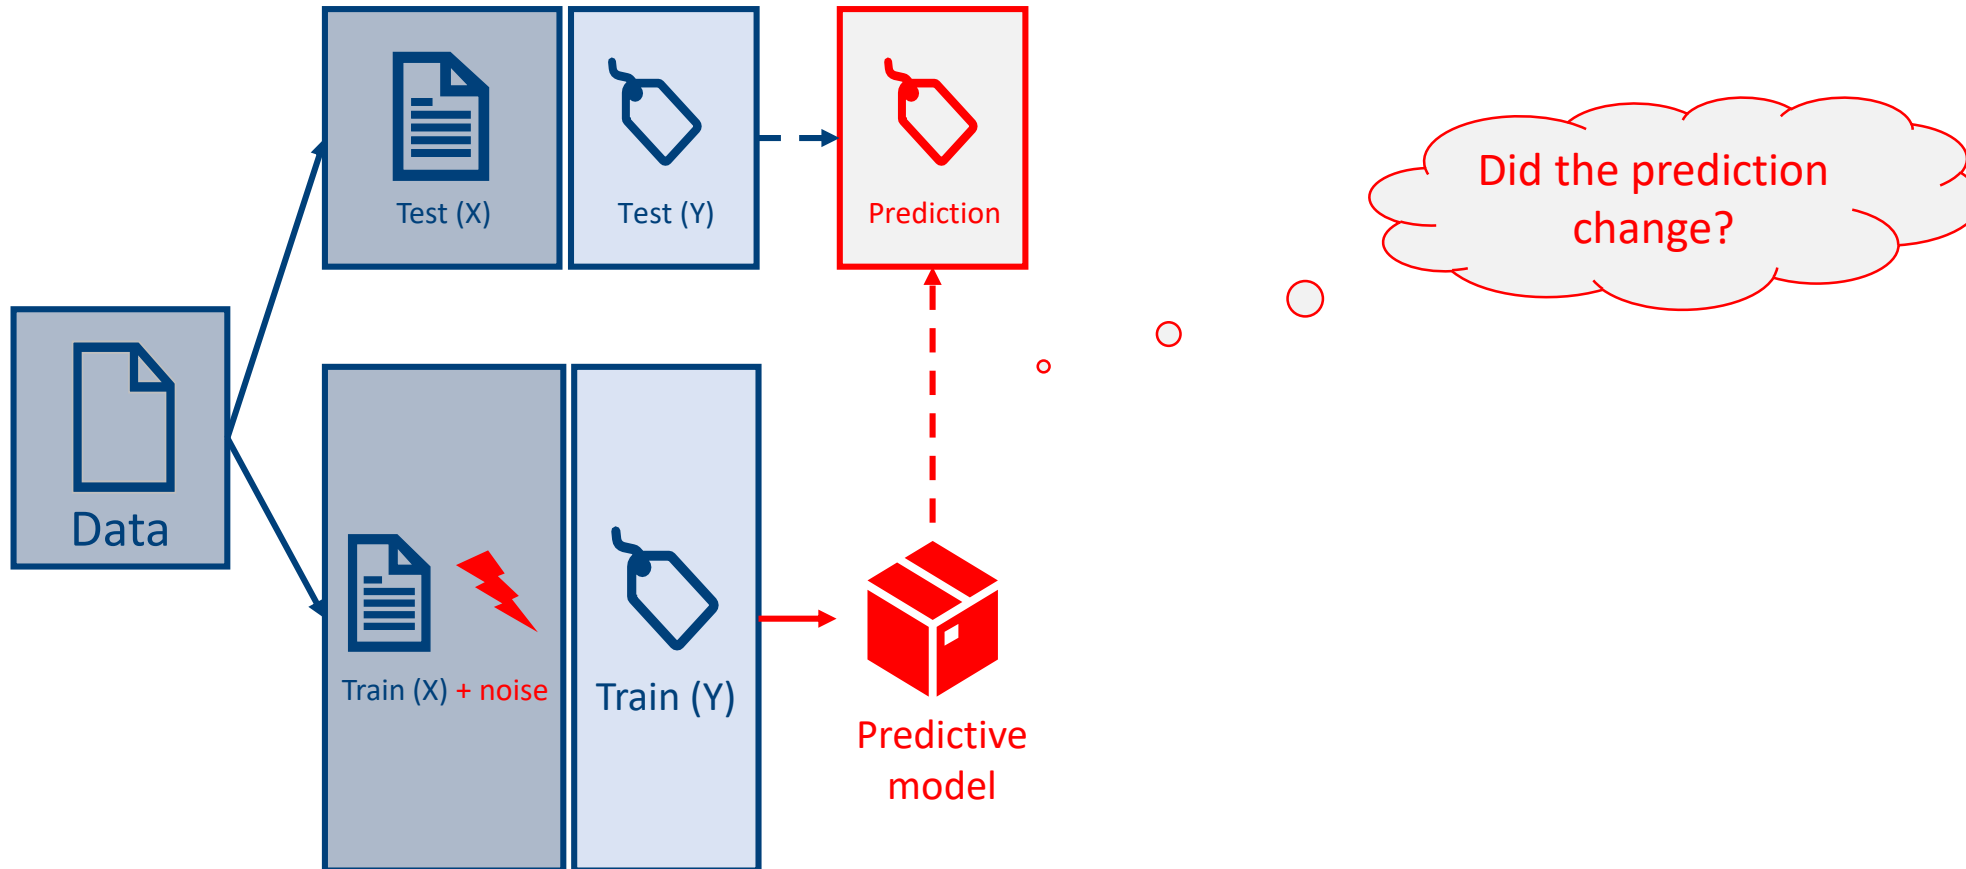 Test (X)
Test (Y)
Prediction
Did the prediction
change?
Data
Train (X) + noise
Train (Y)
Predictive
model